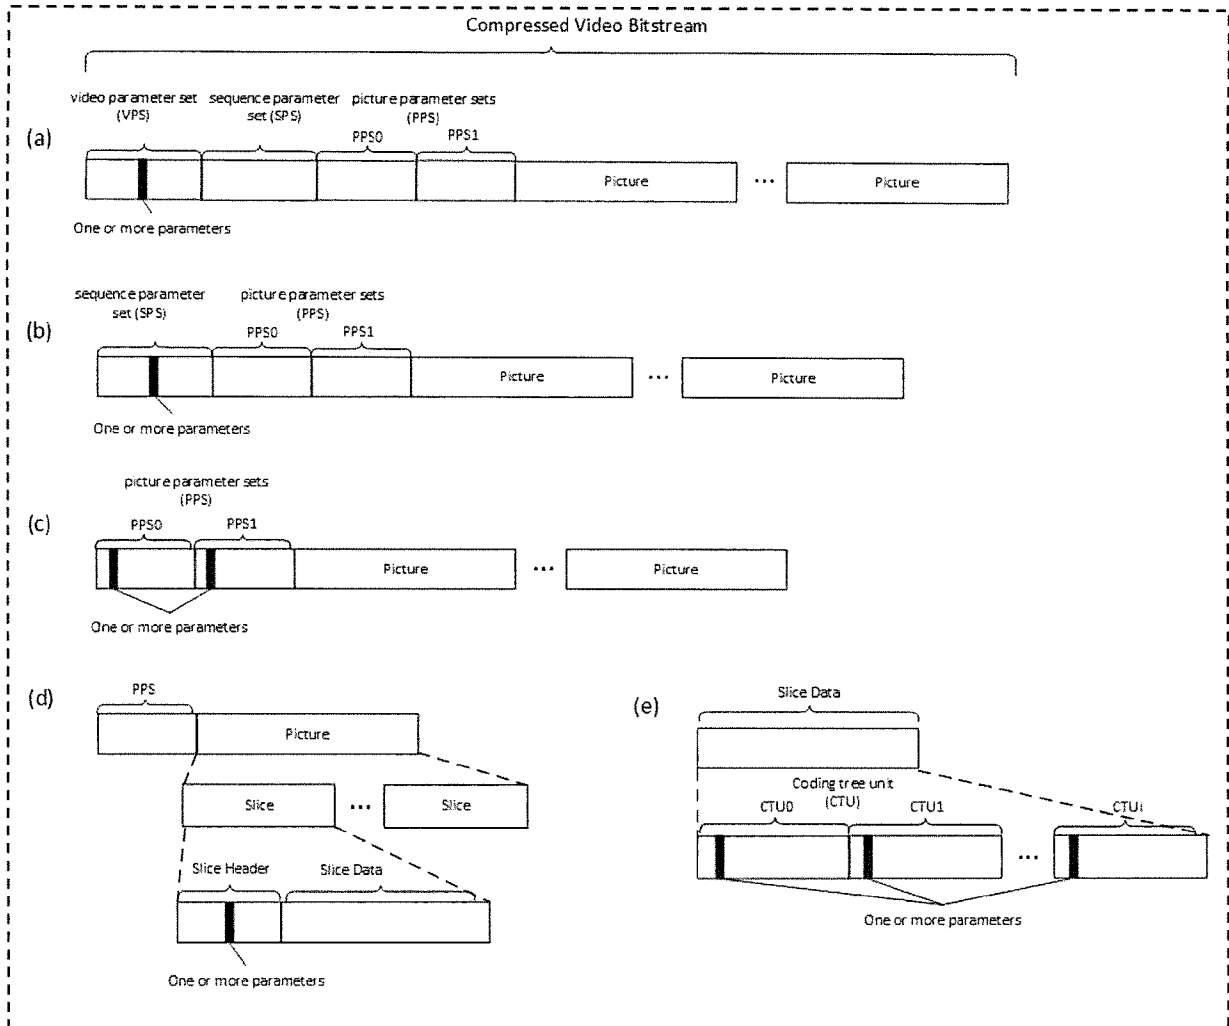 Compressed Video Bitstream
(a)
video parameter set
(VPS)
sequence parameter
set (SPS)
picture parameter sets
(PPS)
PPS0
PPS1
Picture
...
Picture
One or more parameters
(b)
sequence parameter
set (SPS)
picture parameter sets
(PPS)
PPS0
PPS1
Picture
...
Picture
One or more parameters
(c)
picture parameter sets
(PPS)
PPS0
PPS1
Picture
...
Picture
One or more parameters
(d)
PPS
Picture
Slice
...
Slice
Slice Header
Slice Data
One or more parameters
(e)
Slice Data
Coding tree unit
(CTU)
CTU0
CTU1
CTUi
...
One or more parameters